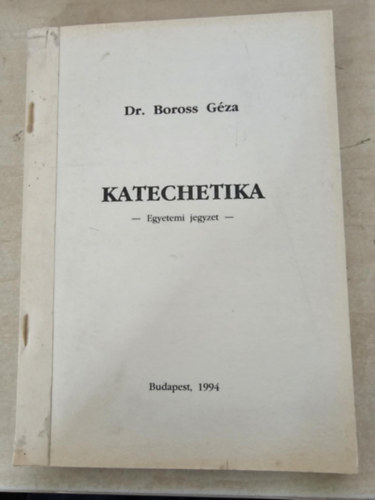 Dr. Boross Géza
KATECHETIKA
— Egyetemi jegyzet —
Budapest, 1994